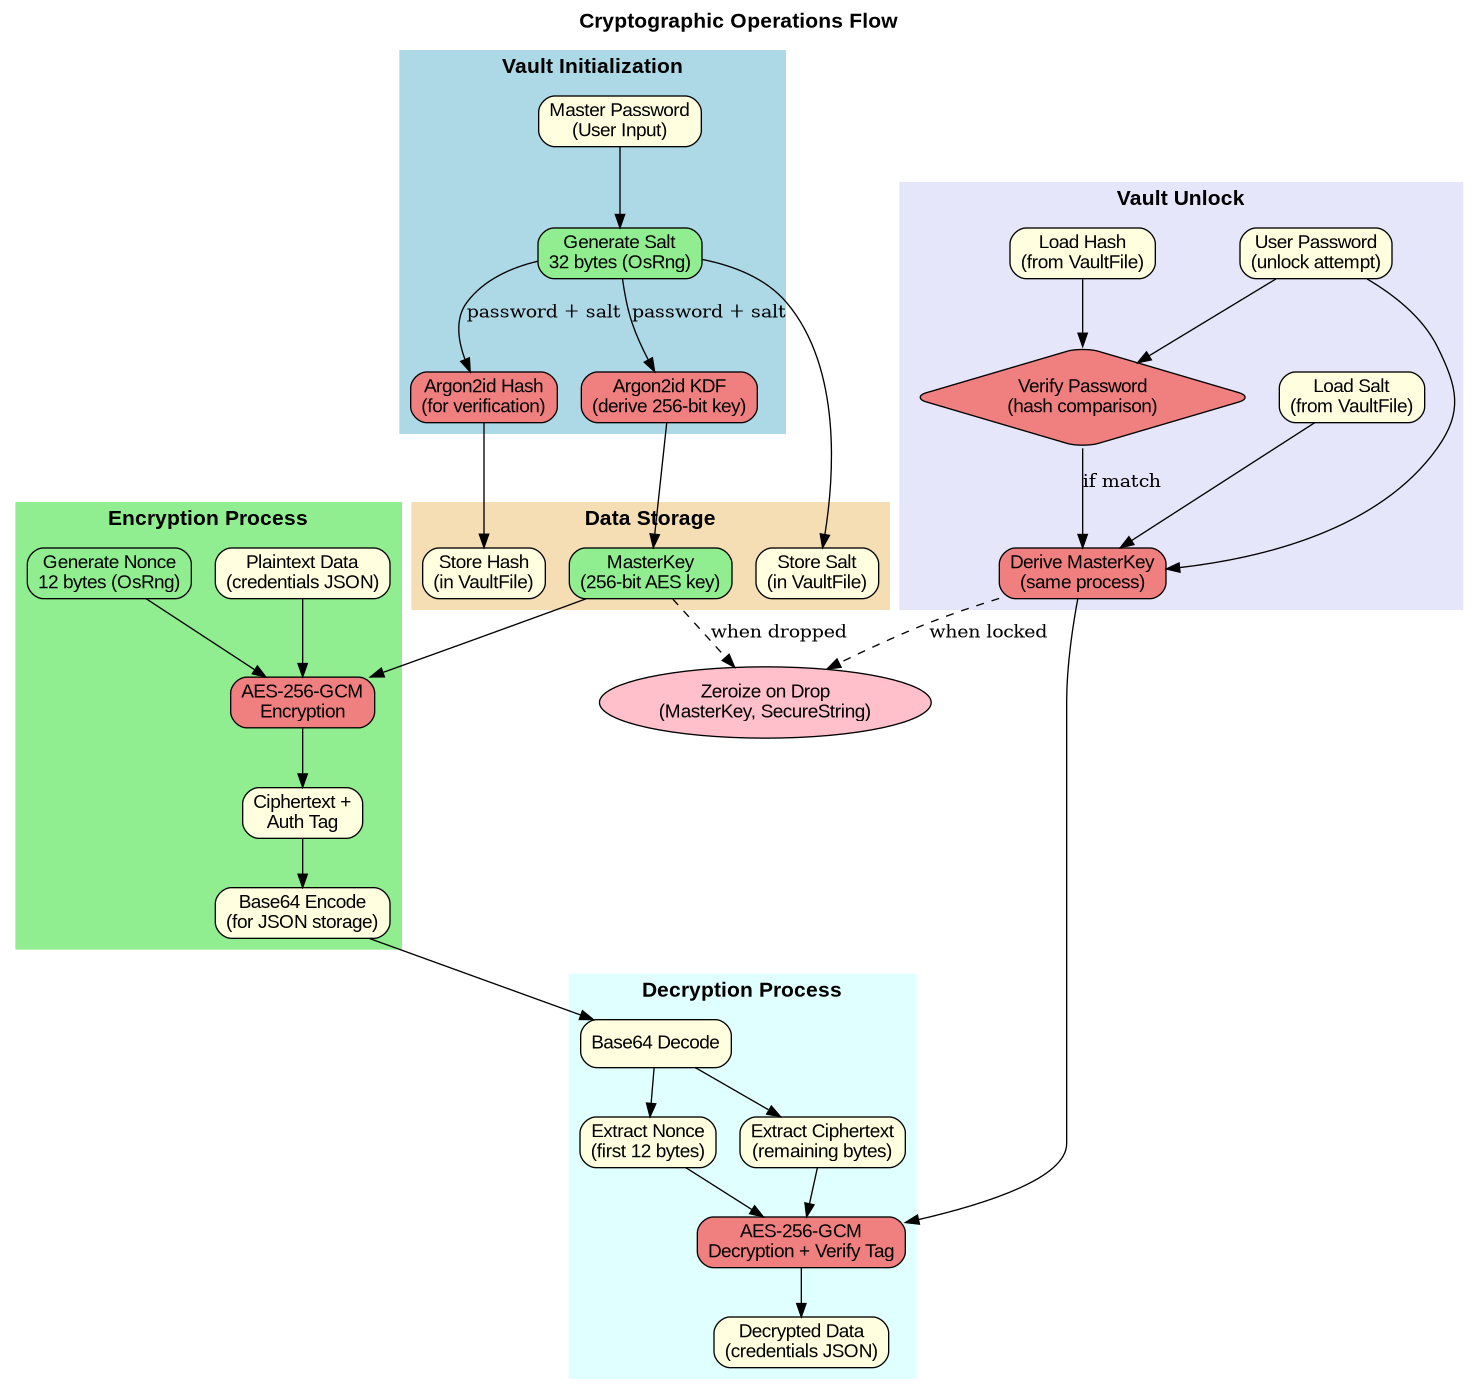 Cryptographic Operations Flow
Vault Initialization
Master Password
(User Input)
Generate Salt
32 bytes (OsRng)
password + salt
password + salt
Argon2id Hash
(for verification)
Argon2id KDF
(derive 256-bit key)
Vault Unlock
Load Hash
(from VaultFile)
User Password
(unlock attempt)
Verify Password
(hash comparison)
Load Salt
(from VaultFile)
if match
Derive MasterKey
(same process)
Data Storage
Store Hash
(in VaultFile)
MasterKey
(256-bit AES key)
Store Salt
(in VaultFile)
when dropped
when locked
Zeroize on Drop
(MasterKey, SecureString)
Encryption Process
Generate Nonce
12 bytes (OsRng)
Plaintext Data
(credentials JSON)
AES-256-GCM
Encryption
Ciphertext +
Auth Tag
Base64 Encode
(for JSON storage)
Decryption Process
Base64 Decode
Extract Nonce
(first 12 bytes)
Extract Ciphertext
(remaining bytes)
AES-256-GCM
Decryption + Verify Tag
Decrypted Data
(credentials JSON)